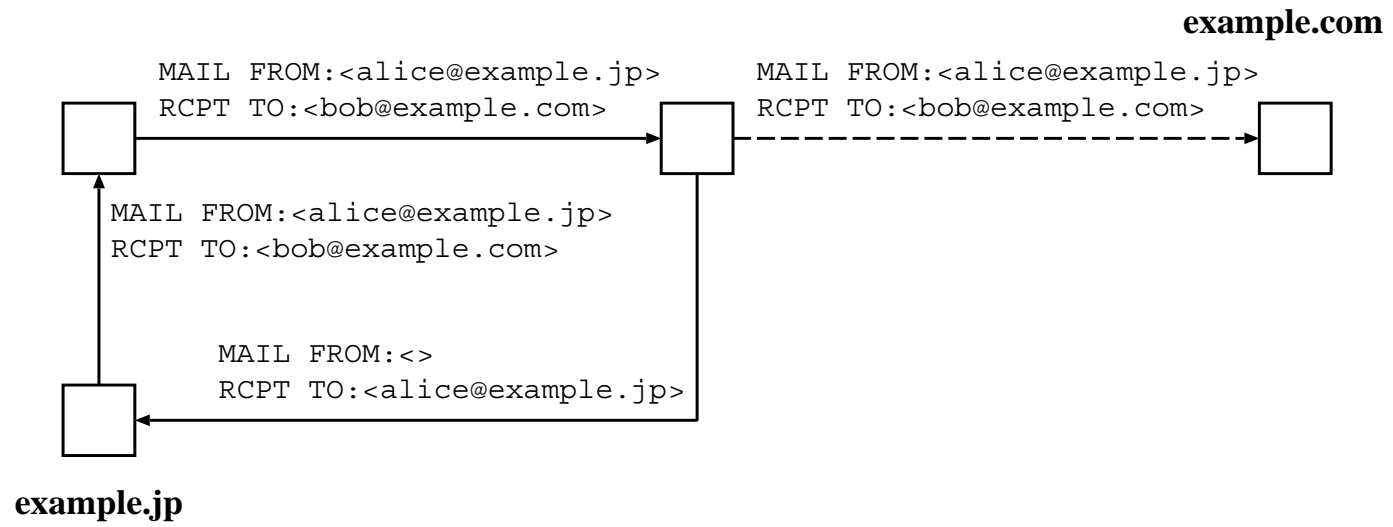 example.com
MAIL FROM:<alice@example.jp>
RCPT TO:<bob@example.com>
MAIL FROM:<alice@example.jp>
RCPT TO:<bob@example.com>
MAIL FROM:<alice@example.jp>
RCPT TO:<bob@example.com>
MAIL FROM:<>
RCPT TO:<alice@example.jp>
example.jp